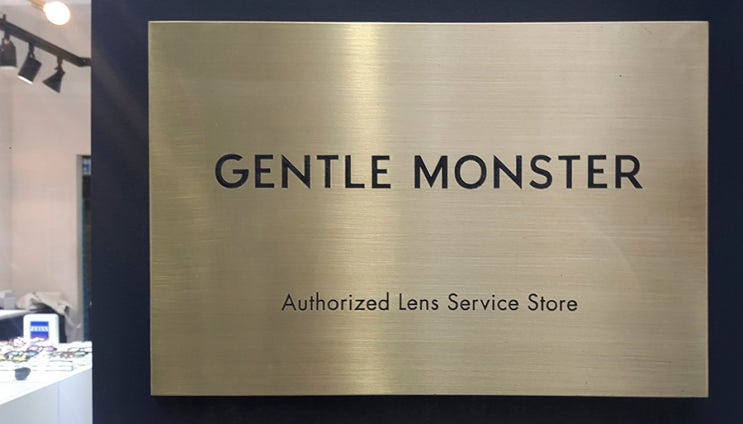 GENTLE MONSTER
Authorized Lens Service Store